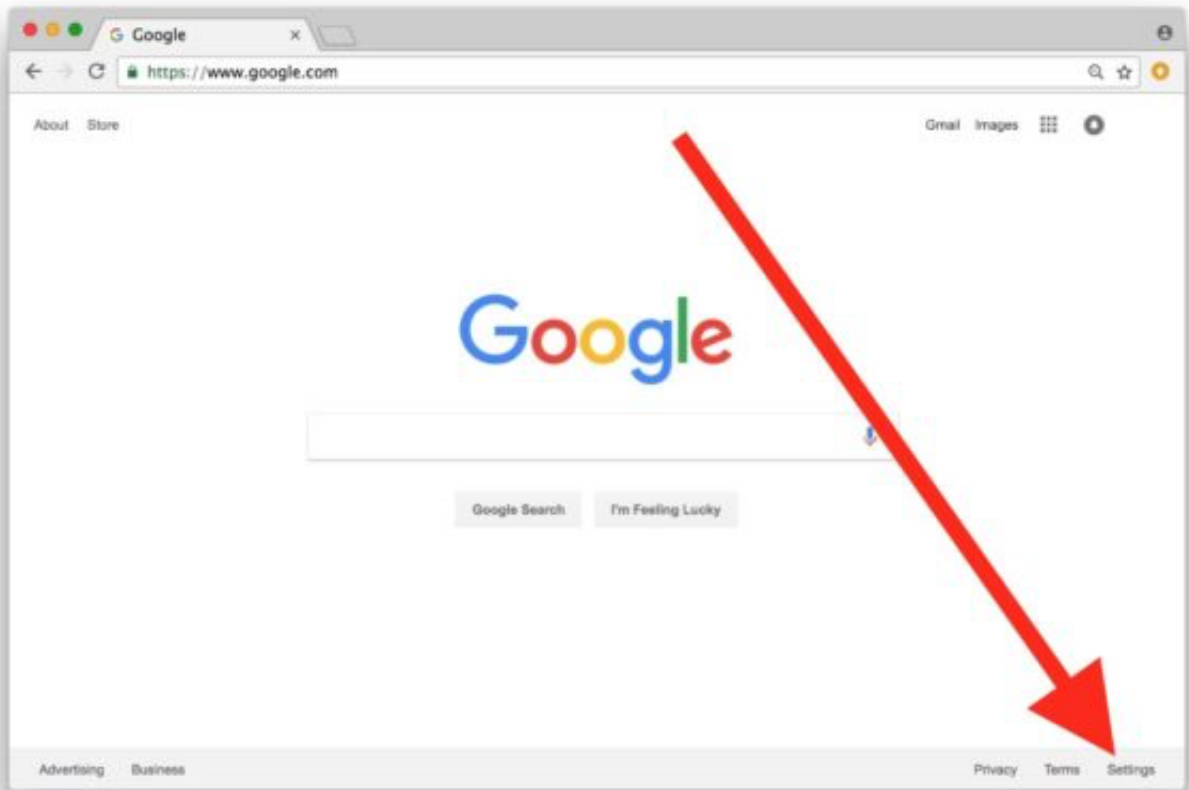 Google
https://www.google.com
About Store
Gmail Images
Google
Google Search I'm Feeling Lucky
Advertising Business
Privacy Terms Settings